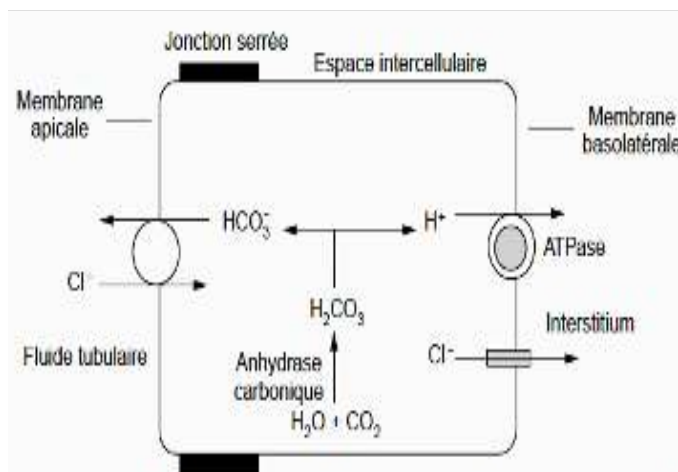 Jonction serrée
Espace intercellulaire
Membrane
apicale
Membrane
basolatérale
HCO₃⁻
H⁺
ATPase
Cl⁻
H₂CO₃
Interstitium
Fluide tubulaire
Anhydrase
carbonique
Cl⁻
H₂O + CO₂